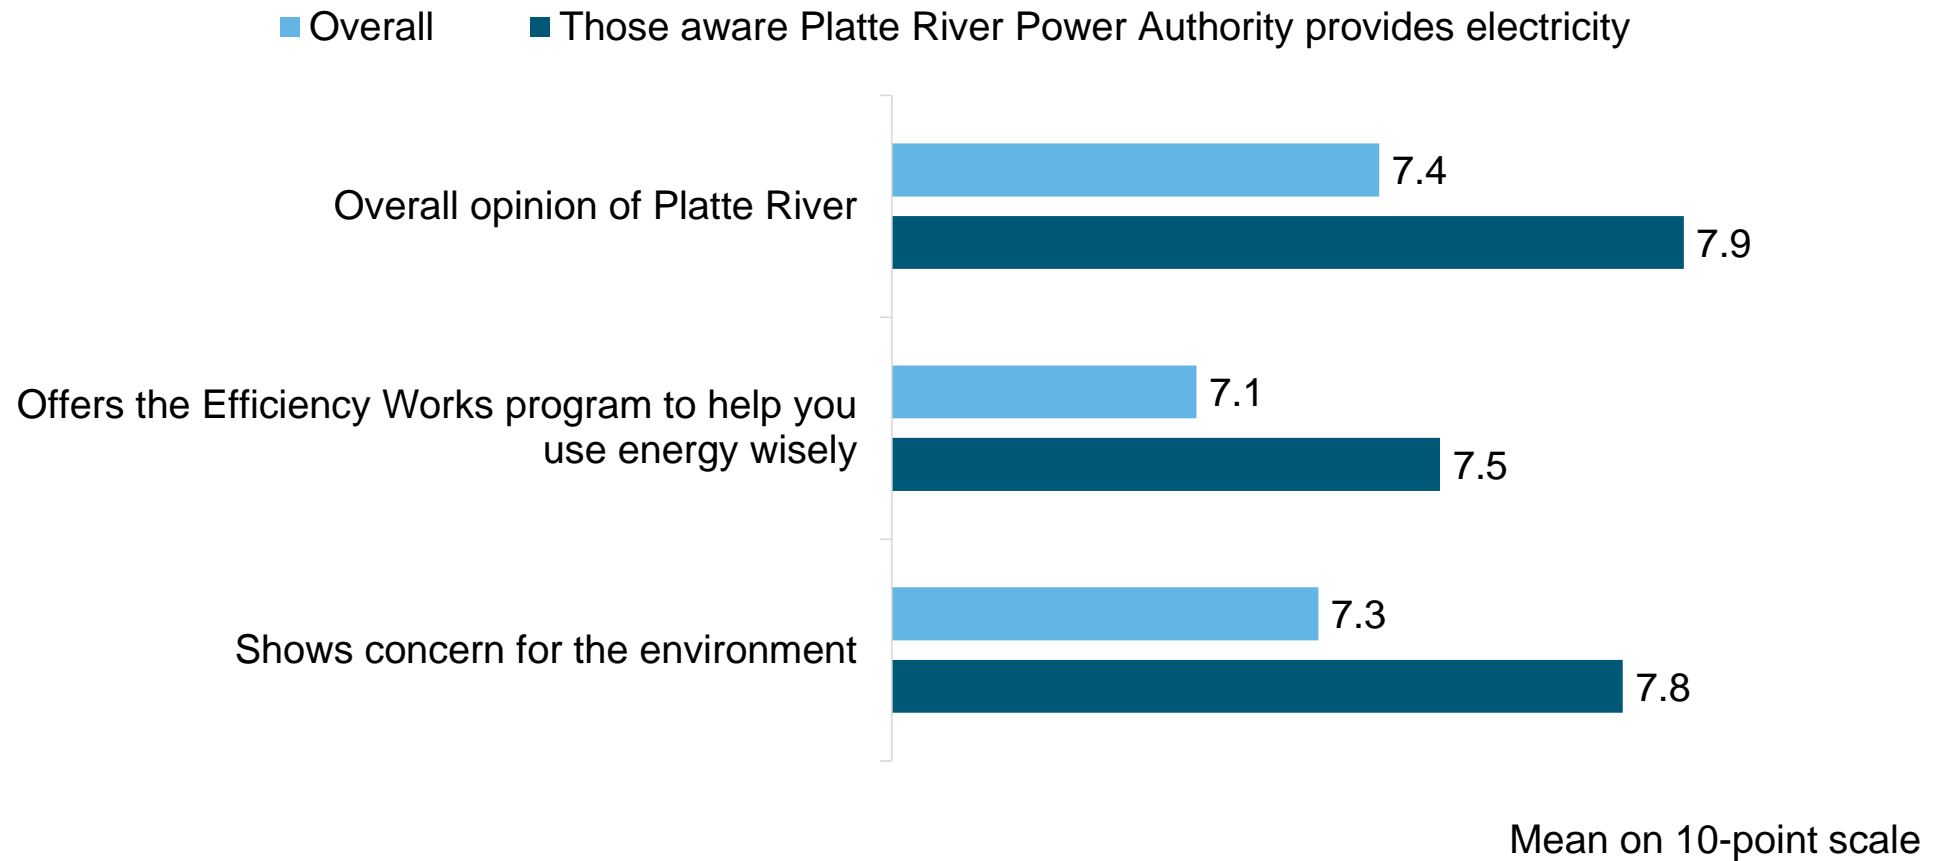 Overall
Those aware Platte River Power Authority provides electricity
Overall opinion of Platte River
7.4
7.9
Offers the Efficiency Works program to help you
use energy wisely
7.1
7.5
Shows concern for the environment
7.3
7.8
Mean on 10-point scale